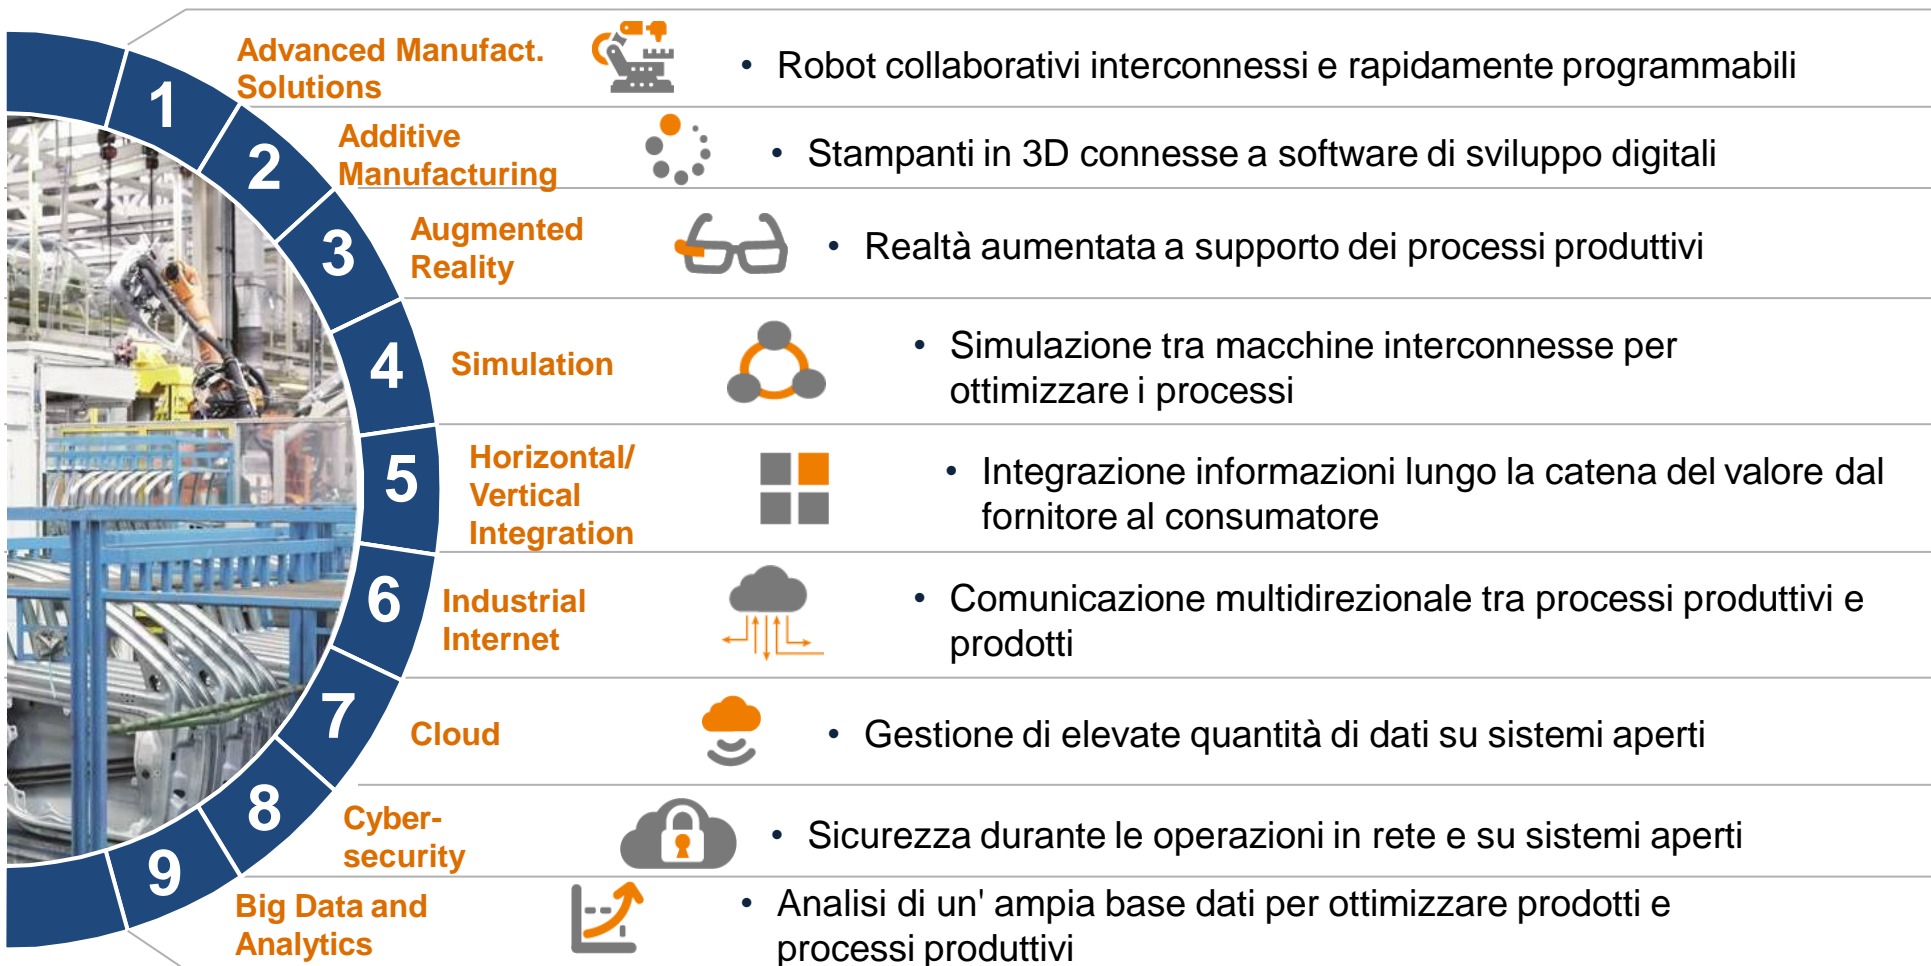 1
Advanced Manufact.
Solutions
• Robot collaborativi interconnessi e rapidamente programmabili
2
Additive
Manufacturing
• Stampanti in 3D connesse a software di sviluppo digitali
3
Augmented
Reality
• Realtà aumentata a supporto dei processi produttivi
4
Simulation
• Simulazione tra macchine interconnesse per
ottimizzare i processi
5
Horizontal/
Vertical
Integration
• Integrazione informazioni lungo la catena del valore dal
fornitore al consumatore
6
Industrial
Internet
• Comunicazione multidirezionale tra processi produttivi e
prodotti
7
Cloud
• Gestione di elevate quantità di dati su sistemi aperti
8
Cyber-
security
• Sicurezza durante le operazioni in rete e su sistemi aperti
9
Big Data and
Analytics
• Analisi di un' ampia base dati per ottimizzare prodotti e
processi produttivi